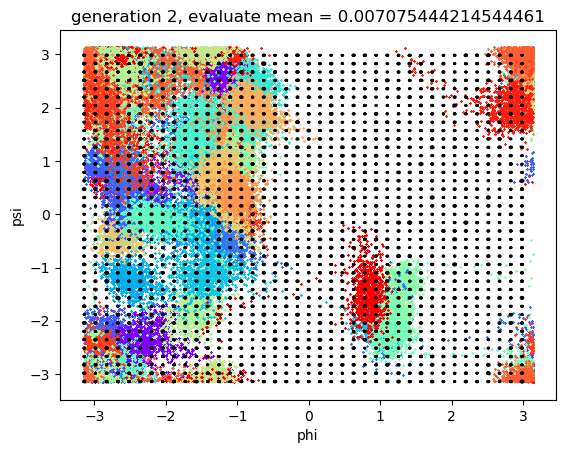 generation 2, evaluate mean = 0.007075444214544461
3
2
1
0
−1
−2
−3
psi
−3 −2 −1 0 1 2 3
phi